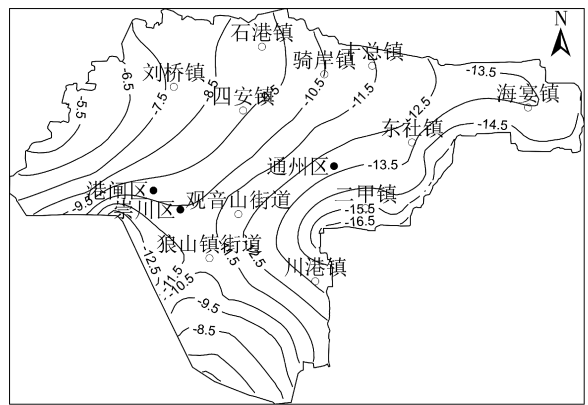 N
石港镇
十总镇
骑岸镇
-13.5
刘桥镇
-6.5
-5.5
-7.5
-8.5
四安镇
-10.5
-11.5
-12.5
海宴镇
-14.5
东社镇
通州区
-13.5
港闸区
二甲镇
-9.5
崇川区
观音山街道
-15.5
-16.5
狼山镇街道
川港镇
-12.5
-11.5
-10.5
-9.5
-8.5